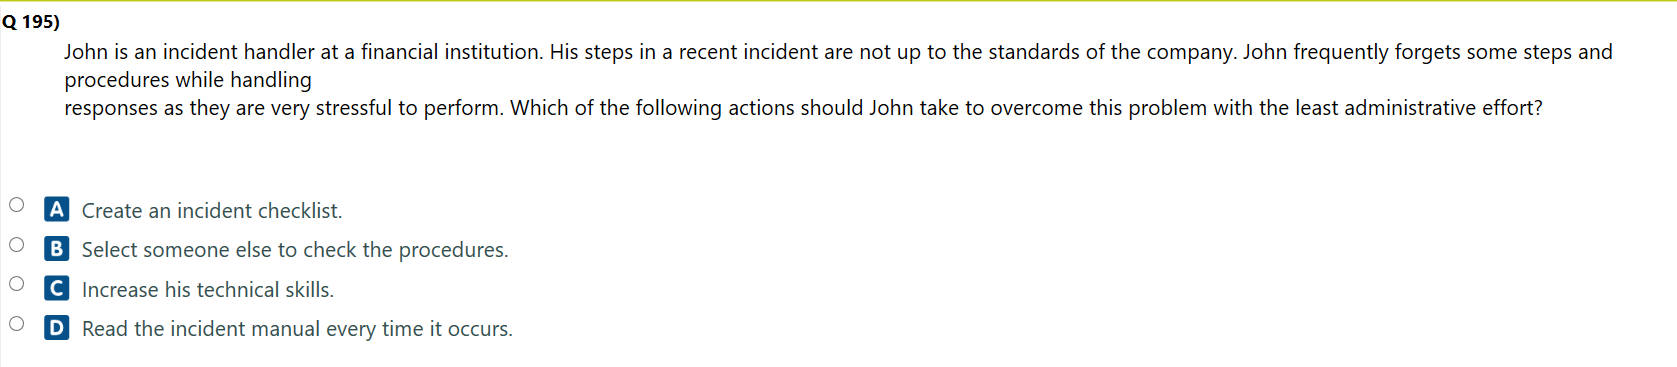 Q 195)
John is an incident handler at a financial institution. His steps in a recent incident are not up to the standards of the company. John frequently forgets some steps and
procedures while handling
responses as they are very stressful to perform. Which of the following actions should John take to overcome this problem with the least administrative effort?
A Create an incident checklist.
B Select someone else to check the procedures.
C Increase his technical skills.
D Read the incident manual every time it occurs.